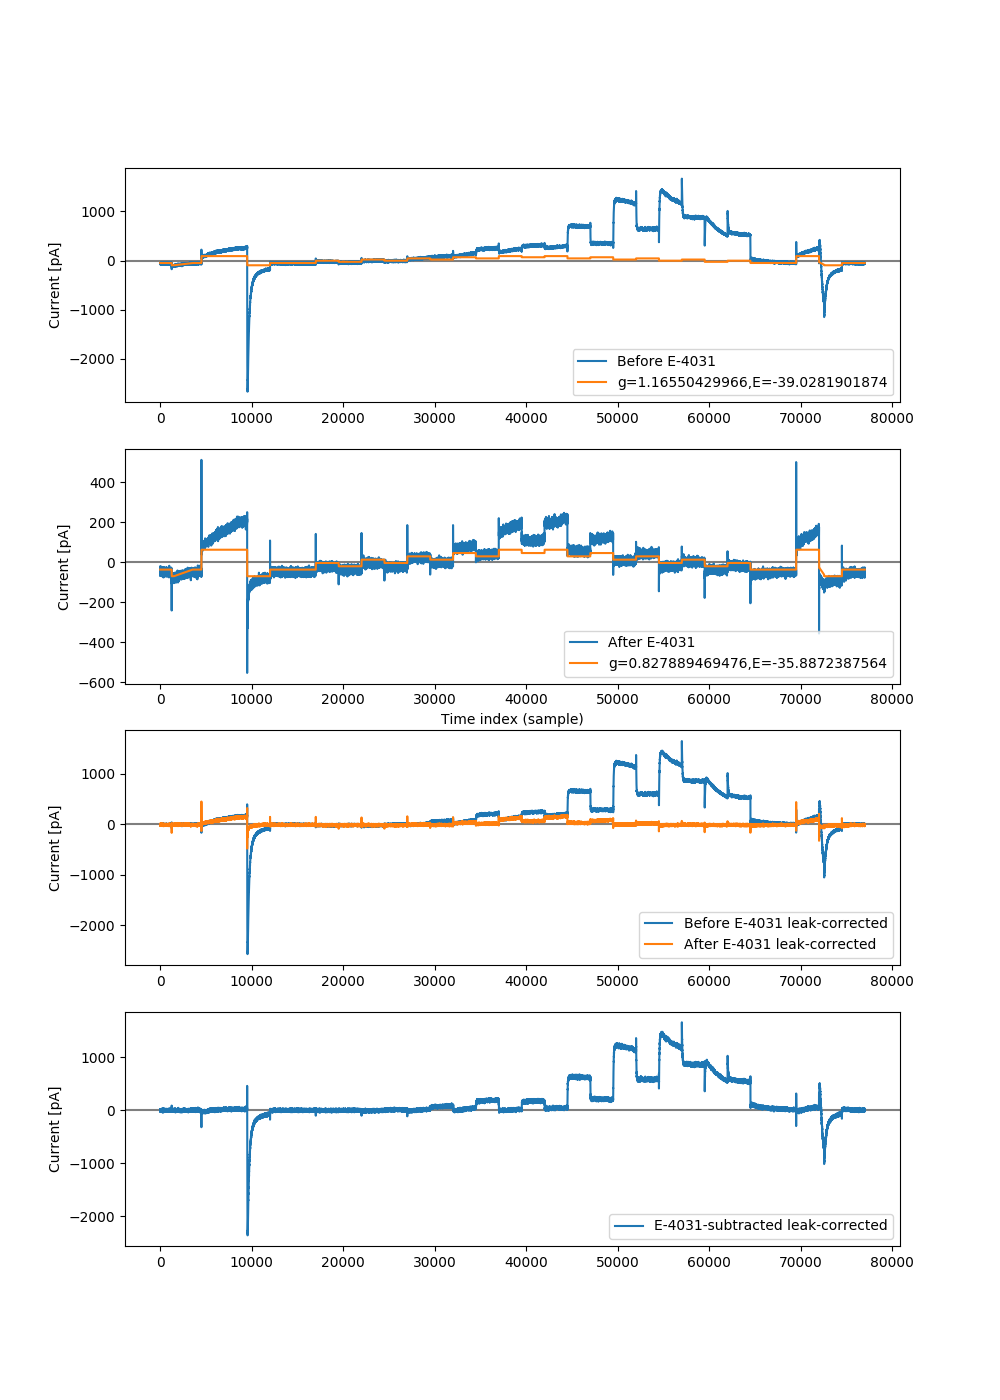 1000
0
−1000
−2000
Current [pA]
Before E-4031
g=1.16550429966,E=-39.0281901874
0 10000 20000 30000 40000 50000 60000 70000 80000
400
200
0
−200
−400
−600
Current [pA]
After E-4031
g=0.827889469476,E=-35.8872387564
0 10000 20000 30000 40000 50000 60000 70000 80000
Time index (sample)
1000
0
−1000
−2000
Current [pA]
Before E-4031 leak-corrected
After E-4031 leak-corrected
0 10000 20000 30000 40000 50000 60000 70000 80000
1000
0
−1000
−2000
Current [pA]
E-4031-subtracted leak-corrected
0 10000 20000 30000 40000 50000 60000 70000 80000